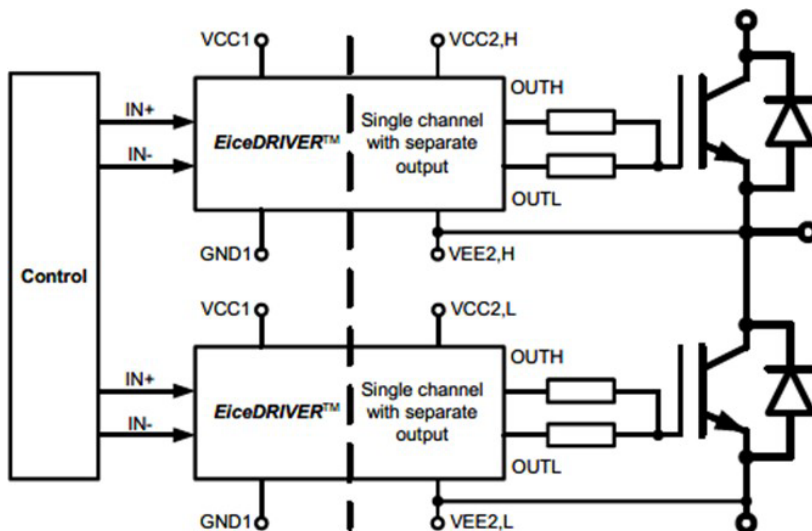 VCC1
VCC2,H
OUTH
IN+
EiceDRIVER™
Single channel
with separate
output
IN-
OUTL
GND1
VEE2,H
Control
VCC1
VCC2,L
OUTH
IN+
EiceDRIVER™
Single channel
with separate
output
IN-
OUTL
GND1
VEE2,L